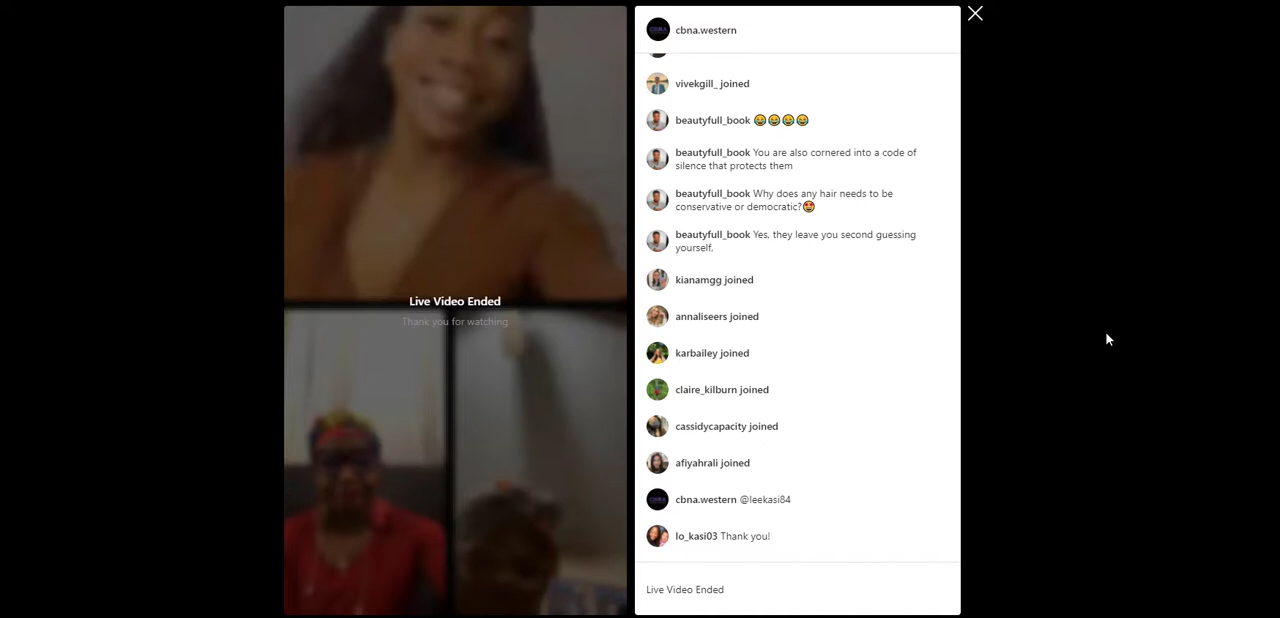 Live Video Ended
Thank you for watching
cbna.western
vivekgill_ joined
beautyfull_book 😂😂😂😂
beautyfull_book You are also cornered into a code of
silence that protects them
beautyfull_book Why does any hair needs to be
conservative or democratic?🤩
beautyfull_book Yes, they leave you second guessing
yourself,
kianamgg joined
annaliseers joined
karbailey joined
claire_kilburn joined
cassidycapacity joined
afiyahrali joined
cbna.western @leekasi84
lo_kasi03 Thank you!
Live Video Ended